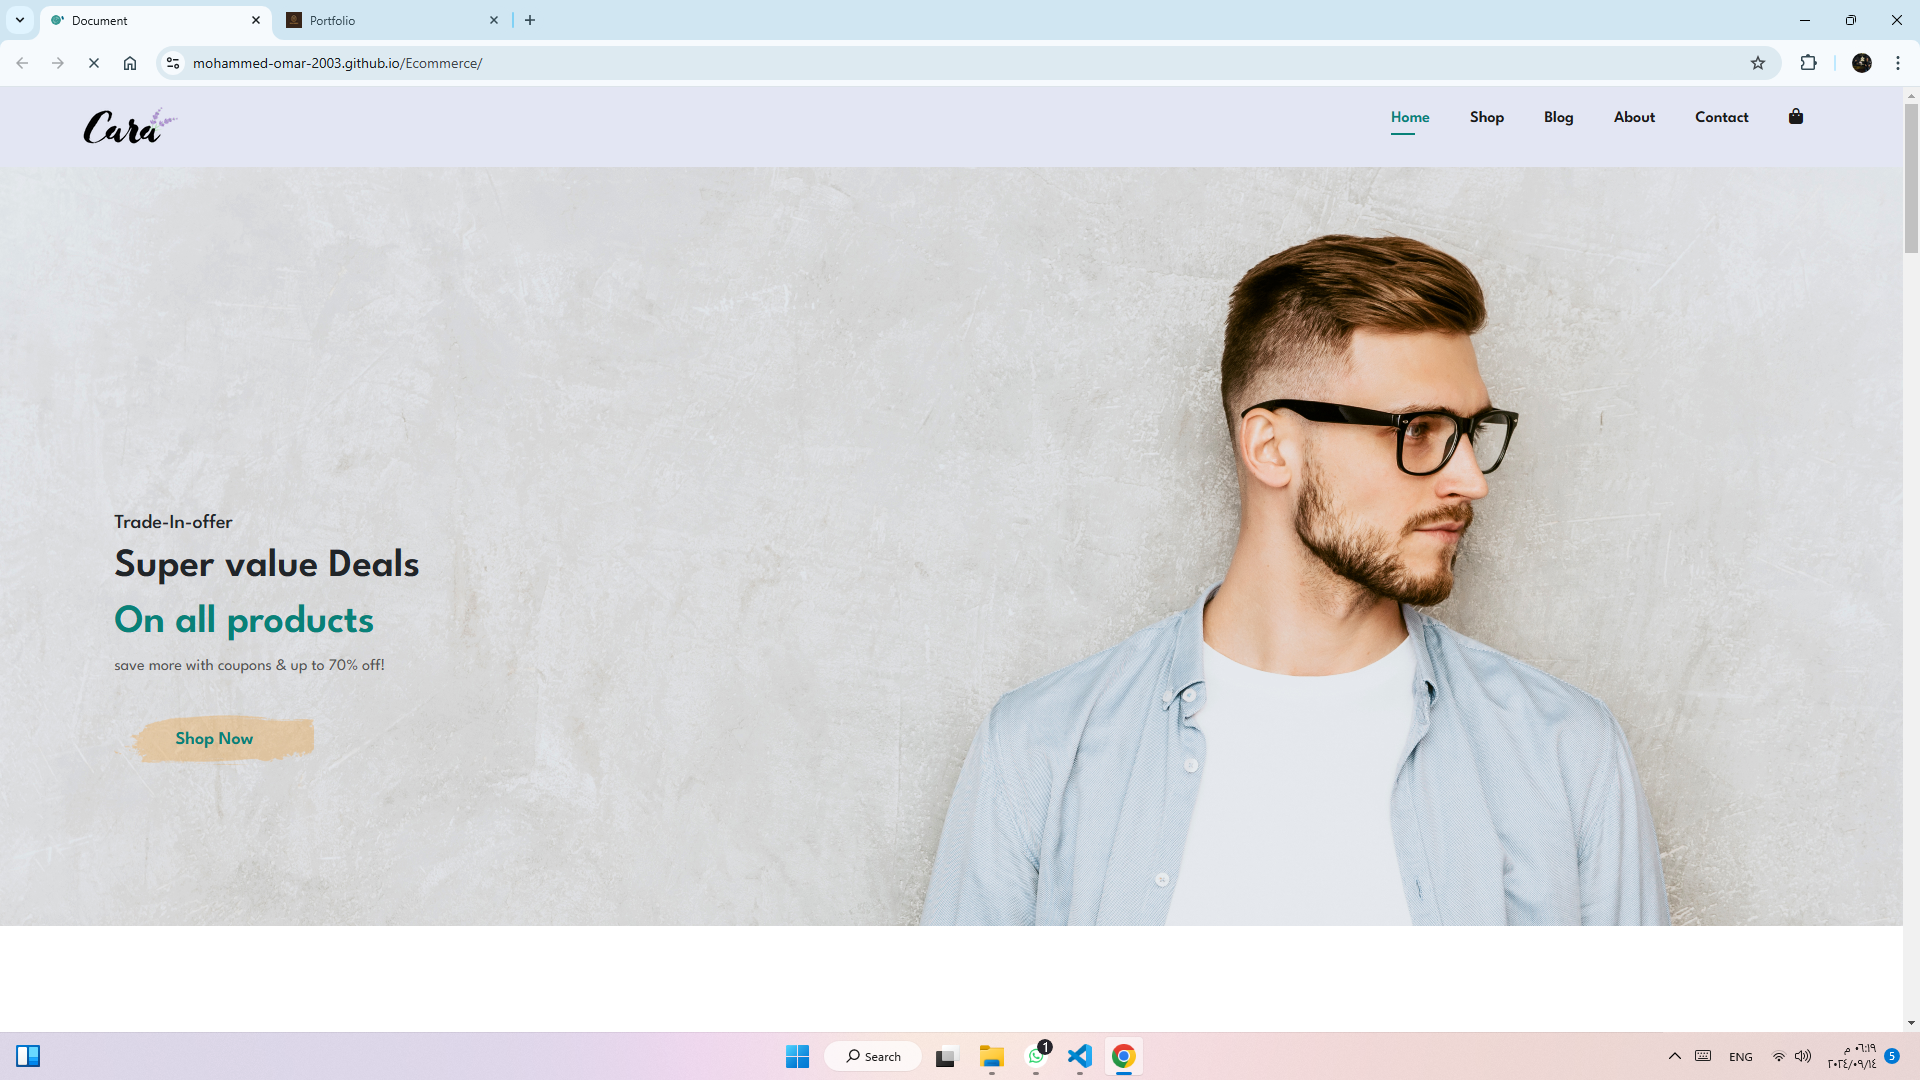 Document
Portfolio
mohammed-omar-2003.github.io/Ecommerce/
Cara
Home
Shop
Blog
About
Contact
Trade-In-offer
Super value Deals
On all products
save more with coupons & up to 70% off!
Shop Now
Search
1
ENG
٠٦:١٩ م
٢٠٢٤/٠٩/١٤
5